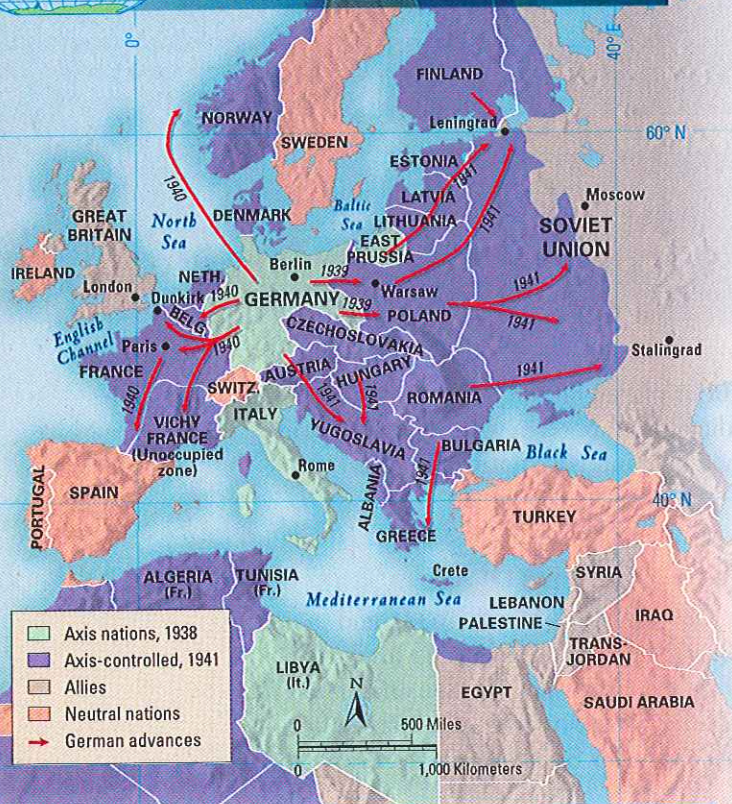 0°
40° E
FINLAND
Leningrad
60° N
NORWAY
SWEDEN
ESTONIA
1941
1940
LATVIA
Moscow
GREAT
BRITAIN
North
Sea
DENMARK
Baltic
Sea
LITHUANIA
1941
SOVIET
UNION
EAST
PRUSSIA
IRELAND
London
NETH.
Berlin
1939
Warsaw
1941
Dunkirk
1940
GERMANY
1939
POLAND
1941
English
Channel
BELG.
Paris
1940
CZECHOSLOVAKIA
Stalingrad
FRANCE
AUSTRIA
HUNGARY
1941
1940
SWITZ.
1941
1941
ROMANIA
ITALY
VICHY
FRANCE
(Unoccupied
zone)
YUGOSLAVIA
BULGARIA
Black Sea
Rome
1941
PORTUGAL
SPAIN
ALBANIA
40° N
TURKEY
GREECE
Crete
ALGERIA
(Fr.)
TUNISIA
(Fr.)
SYRIA
Mediterranean Sea
LEBANON
PALESTINE
IRAQ
TRANS-
JORDAN
Axis nations, 1938
Axis-controlled, 1941
Allies
Neutral nations
German advances
LIBYA
(It.)
N
EGYPT
SAUDI ARABIA
0
500 Miles
0
1,000 Kilometers